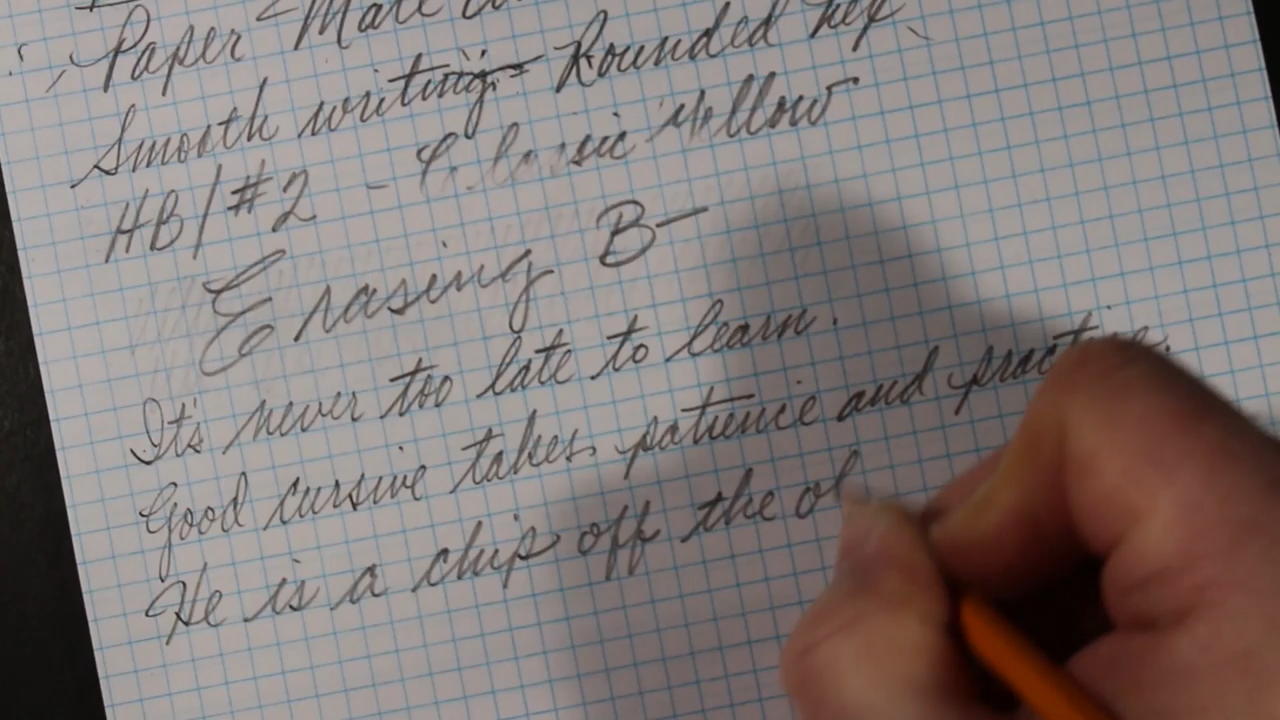 Paper Mate
Smooth writing - Rounded hex
HB/#2 - Classic Yellow
Erasing B-
It's never too late to learn.
Good cursive takes patience and practice.
He is a chip off the ol